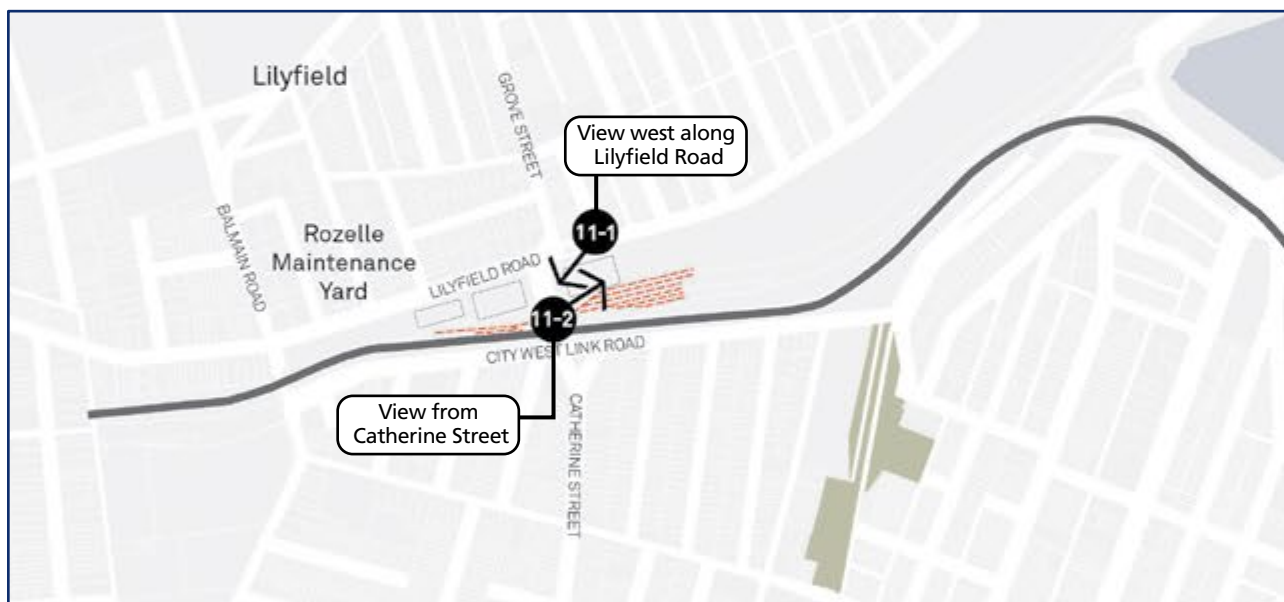 Lilyfield
GROVE STREET
View west along
Lilyfield Road
11-1
BALMAIN ROAD
Rozelle
Maintenance
Yard
LILYFIELD ROAD
11-2
CITY WEST LINK ROAD
View from
Catherine Street
CATHERINE STREET